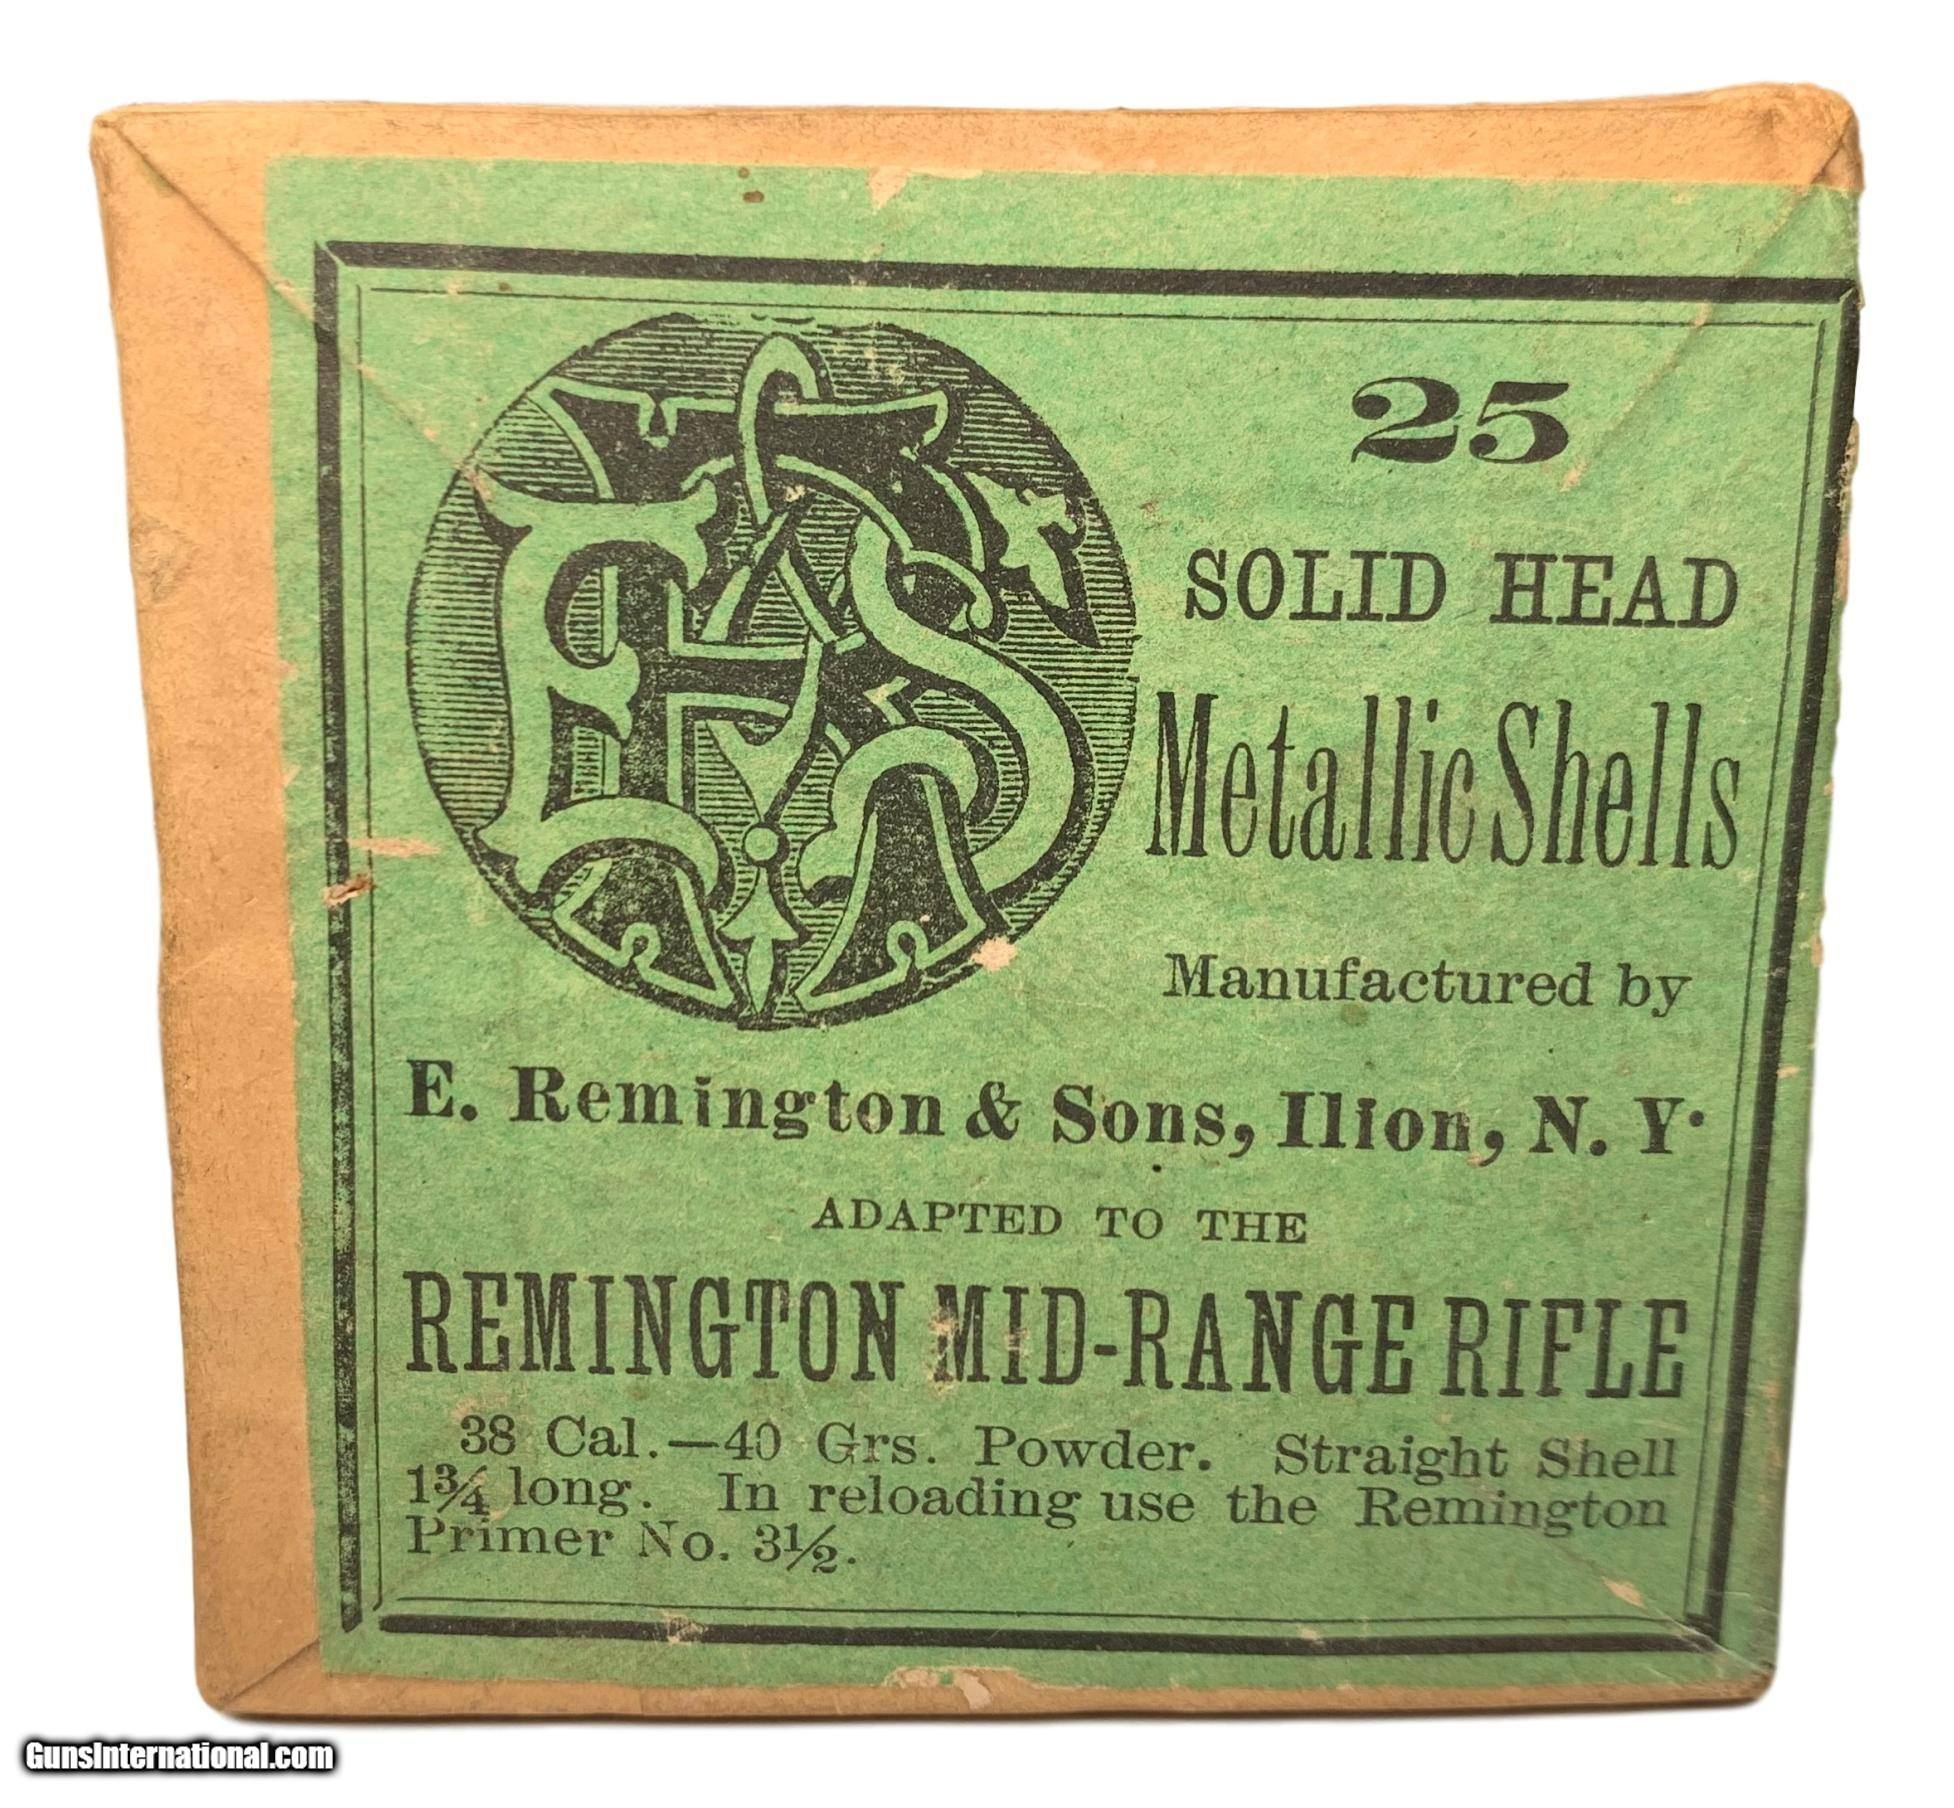 25
SOLID HEAD
Metallic Shells
Manufactured by
E. Remington & Sons, Ilion, N. Y.
ADAPTED TO THE
REMINGTON MID-RANGE RIFLE
38 Cal.—40 Grs. Powder. Straight Shell
1¾ long. In reloading use the Remington
Primer No. 3½.
GunsInternational.com